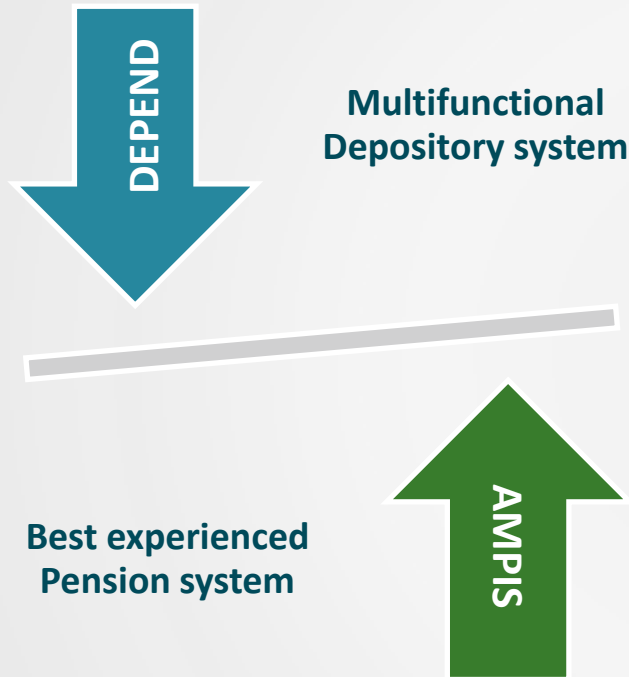 DEPEND
Multifunctional
Depository system
Best experienced
Pension system
AMPIS